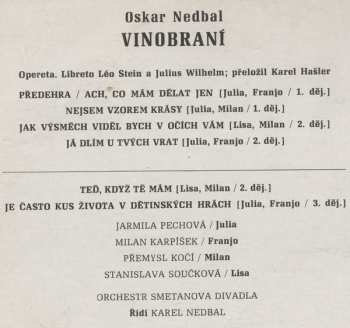 Oskar Nedbal
VINOBRANÍ
Opereta. Libreto Léo Stein a Julius Wilhelm; přeložil Karel Hašler
PŘEDEHRA / ACH, CO MÁM DĚLAT JEN [Julia, Franjo / 1. děj.]
NEJSEM VZOREM KRÁSY [Julia, Milan / 1. děj.]
JAK VÝSMĚCH VIDĚL BYCH V OČÍCH VÁM [Lisa, Milan / 2. děj.]
JÁ DLÍM U TVÝCH VRAT [Julia, Franjo / 2. děj.]
TEĎ, KDYŽ TĚ MÁM [Lisa, Milan / 2. děj.]
JE ČASTO KUS ŽIVOTA V DĚTINSKÝCH HRÁCH [Julia, Franjo / 3. děj.]
JARMILA PECHOVÁ / Julia
MILAN KARPÍŠEK / Franjo
PŘEMYSL KOČÍ / Milan
STANISLAVA SOUČKOVÁ / Lisa
ORCHESTR SMETANOVA DIVADLA
Řídí KAREL NEDBAL